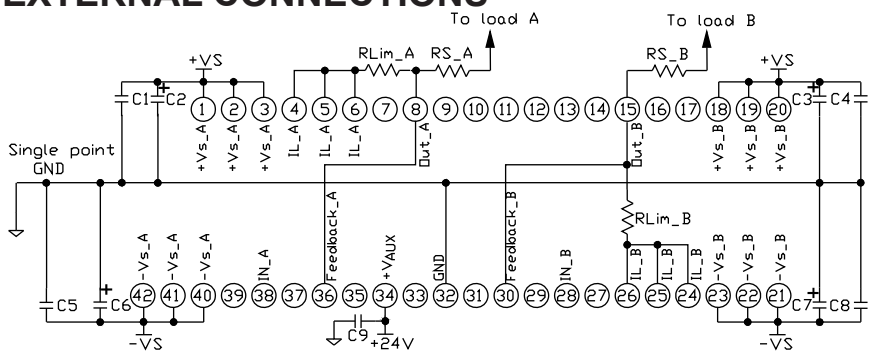 EXTERNAL CONNECTIONS
To load A
To load B
+VS
RLim_A
RS_A
RS_B
+VS
C1
+
C2
1
2
3
4
5
6
7
8
9
10
11
12
13
14
15
16
17
18
19
20
C3
+
C4
+Vs_A
+Vs_A
+Vs_A
IL_A
IL_A
IL_A
Out_A
Out_B
+Vs_B
+Vs_B
+Vs_B
Single point
GND
RLim_B
-Vs_A
-Vs_A
-Vs_A
IN_A
Feedback_A
+VAUX
GND
Feedback_B
IN_B
IL_B
IL_B
IL_B
-Vs_B
-Vs_B
-Vs_B
C5
+
C6
42
41
40
39
38
37
36
35
34
33
32
31
30
29
28
27
26
25
24
23
22
21
C7
+
C8
-VS
C9
+24V
-VS